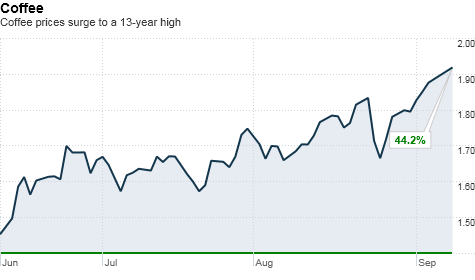 Coffee
Coffee prices surge to a 13-year high
2.00
1.90
1.80
1.70
1.60
1.50
44.2%
Jun
Jul
Aug
Sep